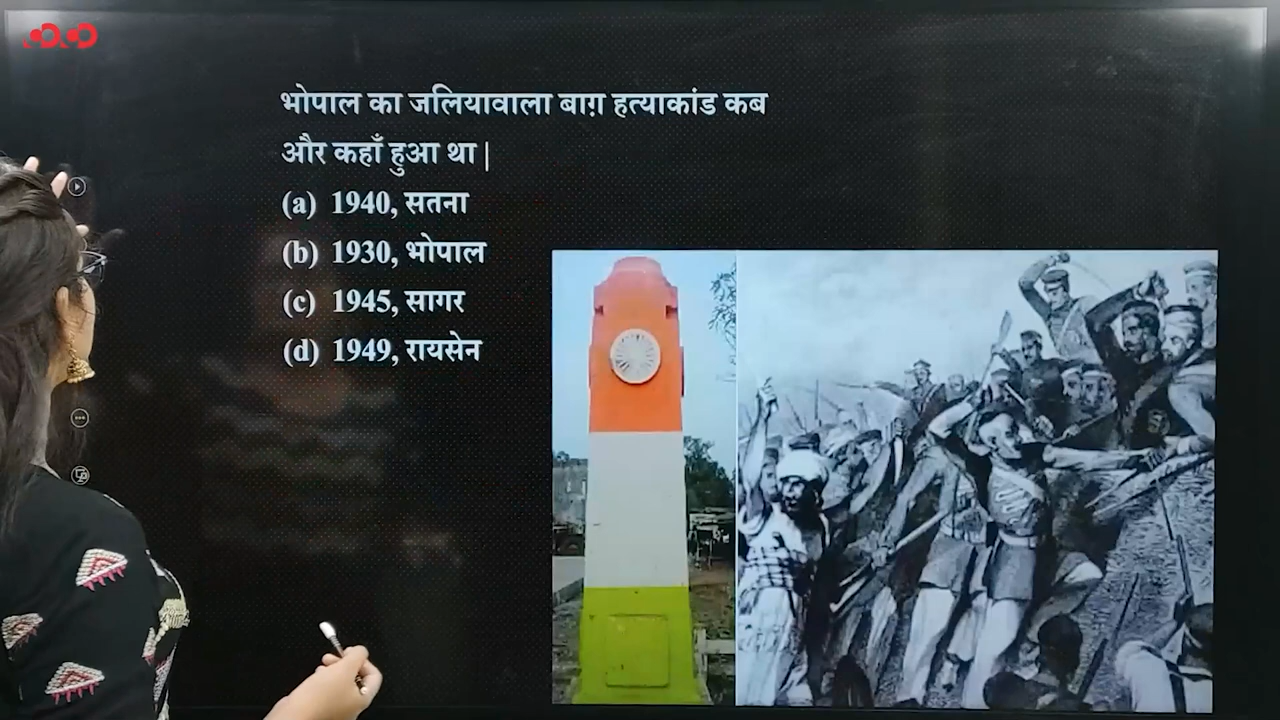 भोपाल का जलियावाला बाग़ हत्याकांड कब
और कहाँ हुआ था |
(a) 1940, सतना
(b) 1930, भोपाल
(c) 1945, सागर
(d) 1949, रायसेन